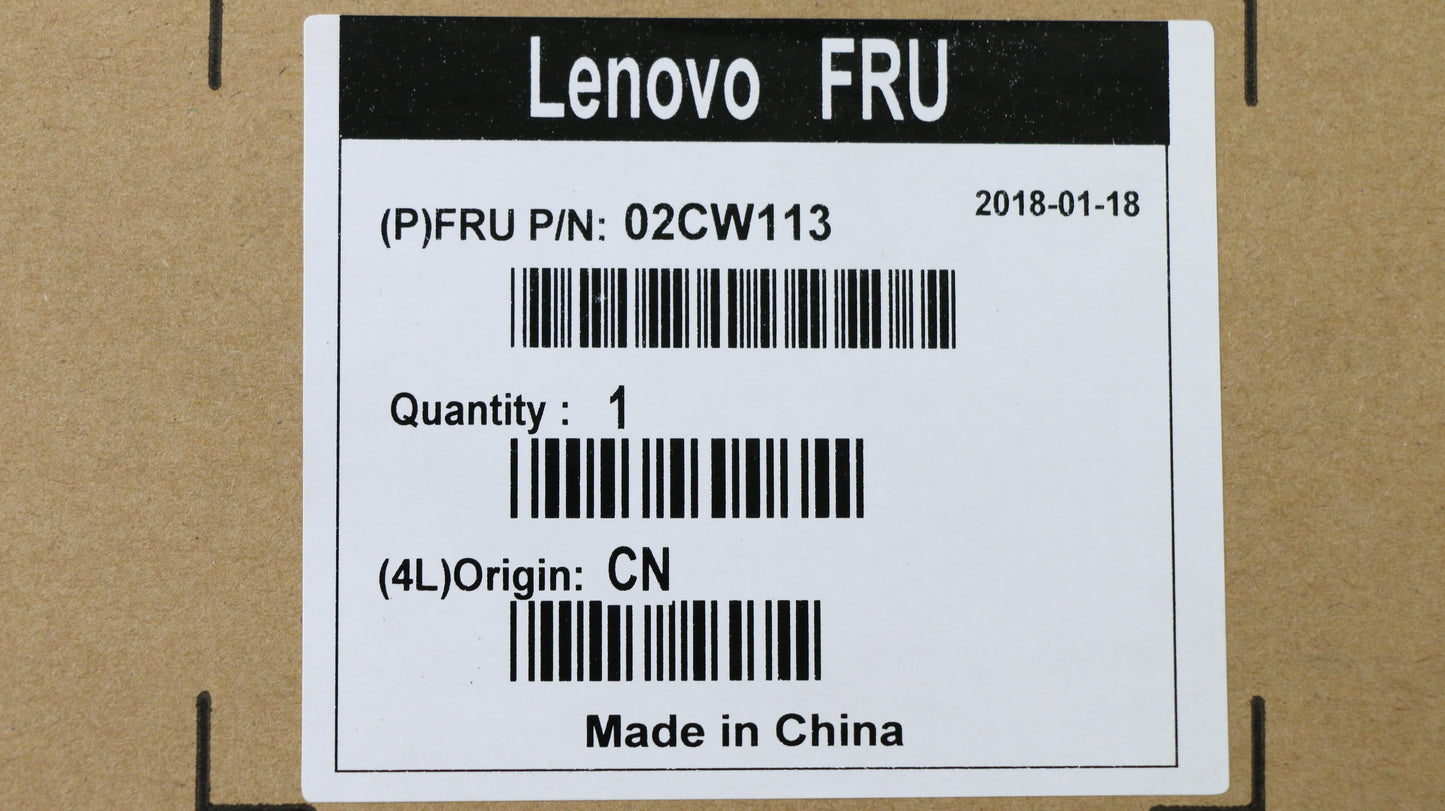 Lenovo FRU
2018-01-18
(P)FRU P/N: 02CW113
Quantity : 1
(4L)Origin: CN
Made in China